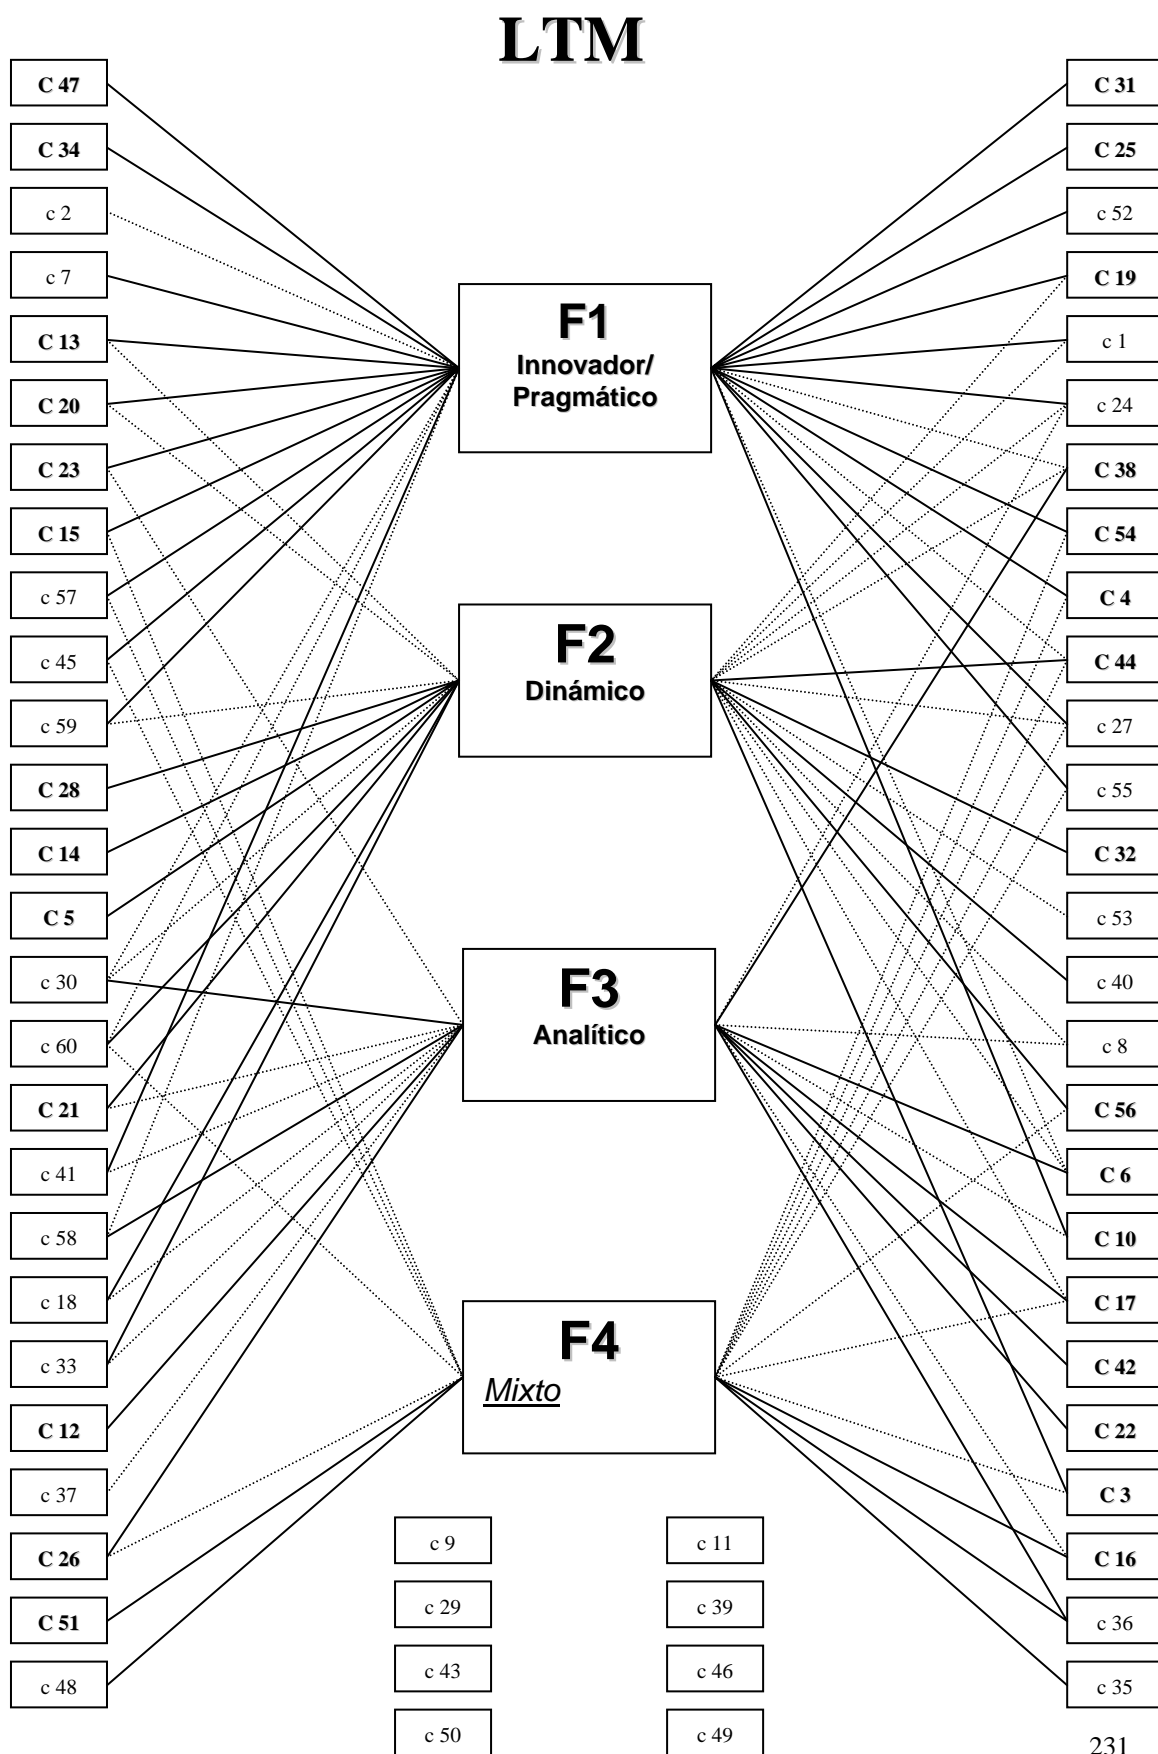 LTM
C 47
C 34
c 2
c 7
C 13
C 20
C 23
C 15
c 57
c 45
c 59
C 28
C 14
C 5
c 30
c 60
C 21
c 41
c 58
c 18
c 33
C 12
c 37
C 26
C 51
c 48
F1
Innovador/
Pragmático
F2
Dinámico
F3
Analítico
F4
Mixto
c 9
c 29
c 43
c 50
c 11
c 39
c 46
c 49
C 31
C 25
c 52
C 19
c 1
c 24
C 38
C 54
C 4
C 44
c 27
c 55
C 32
c 53
c 40
c 8
C 56
C 6
C 10
C 17
C 42
C 22
C 3
C 16
c 36
c 35
231